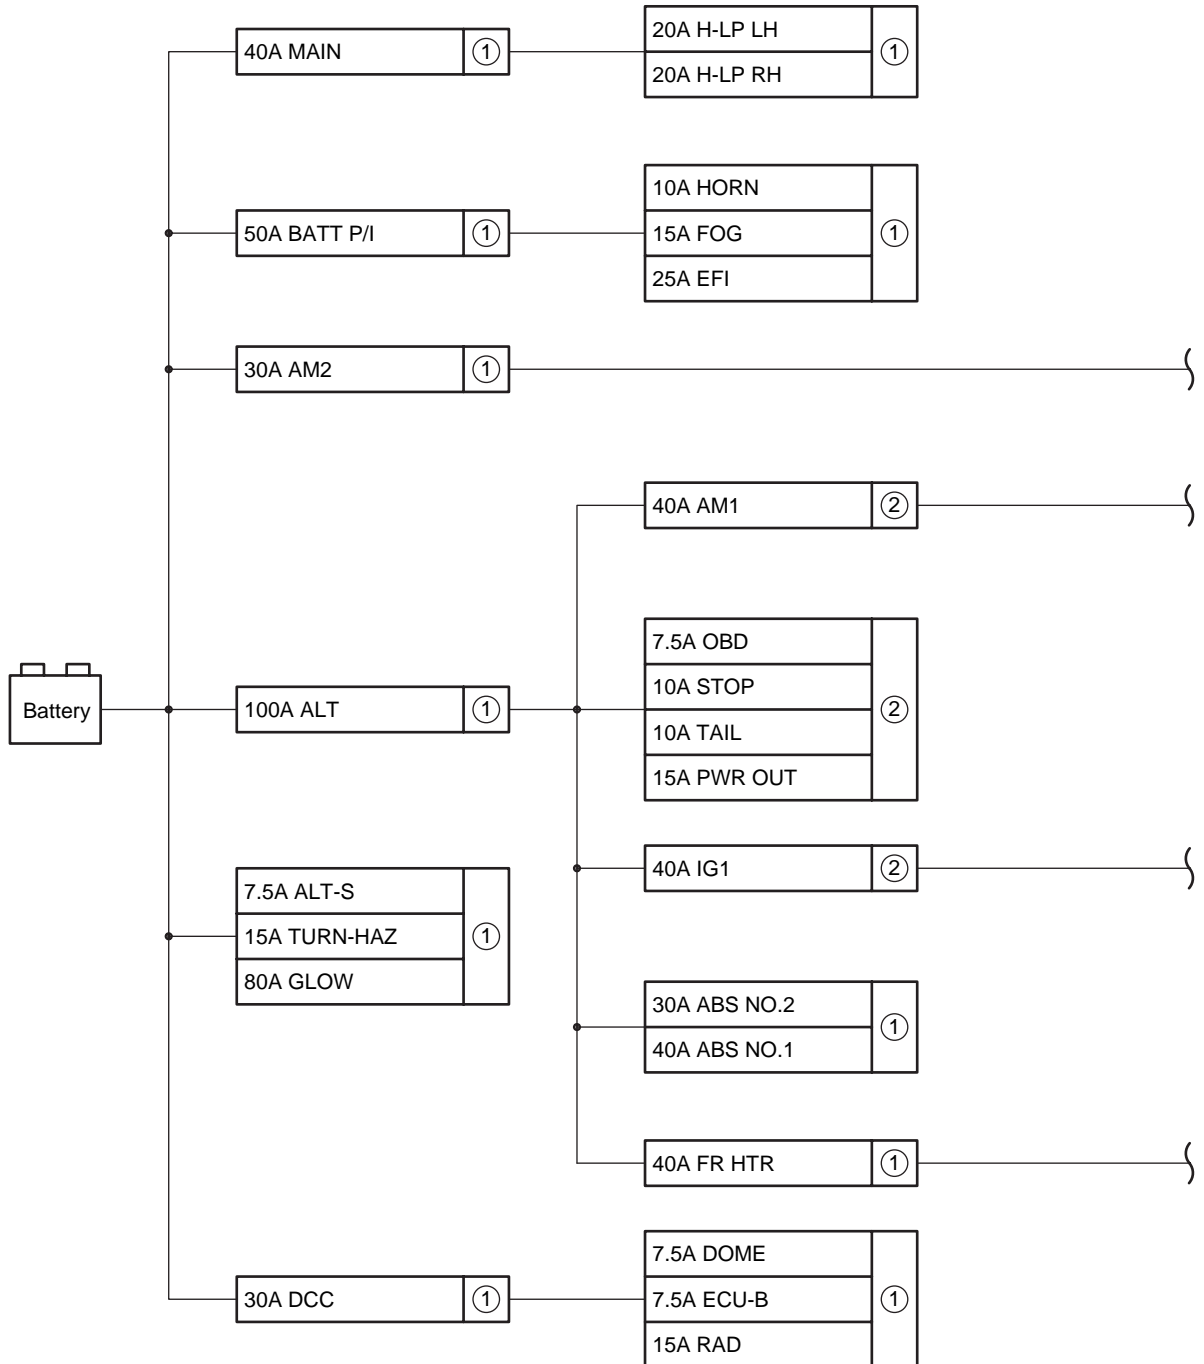 20A H-LP LH
40A MAIN ① ①
20A H-LP RH
10A HORN
50A BATT P/I ① 15A FOG ①
25A EFI
30A AM2 ①
40A AM1 ②
7.5A OBD
10A STOP
Battery 100A ALT ① ②
10A TAIL
15A PWR OUT
40A IG1 ②
7.5A ALT-S
15A TURN-HAZ ①
80A GLOW
30A ABS NO.2
①
40A ABS NO.1
40A FR HTR ①
7.5A DOME
30A DCC ① 7.5A ECU-B ①
15A RAD